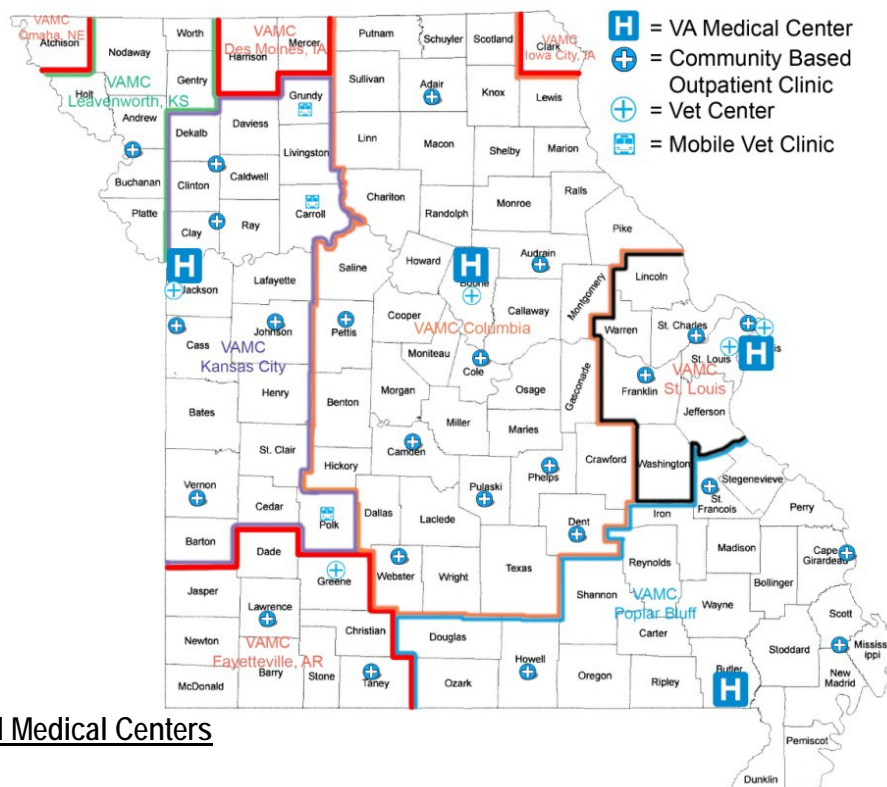 VAMC
Omaha, NE
Atchison
Nodaway
Worth
VAMC
Des Moines, IA
Harrison
Mercer
Putnam
Schuyler
Scotland
VAMC
Iowa City, IA
Clark
H = VA Medical Center
= Community Based
Outpatient Clinic
= Vet Center
= Mobile Vet Clinic
VAMC
Leavenworth, KS
Holt
Gentry
Andrew
Dekalb
Daviess
Grundy
Sullivan
Adair
Knox
Lewis
Buchanan
Clinton
Caldwell
Livingston
Linn
Macon
Shelby
Marion
Platte
Clay
Ray
Carroll
Chariton
Randolph
Monroe
Ralls
Pike
H
Jackson
Lafayette
Saline
Howard
H
Boone
Audrain
Montgomery
Lincoln
Cass
Johnson
Pettis
Cooper
VAMC Columbia
Callaway
Warren
St. Charles
St. Louis
H
VAMC
Kansas City
Moniteau
Cole
Osage
Gasconade
Franklin
VAMC
St. Louis
Jefferson
Bates
Henry
Benton
Morgan
Miller
Maries
St. Clair
Hickory
Camden
Pulaski
Phelps
Crawford
Washington
Vernon
Cedar
Polk
Dallas
Laclede
Dent
Iron
St.
Francois
Stegenevieve
Perry
Barton
Dade
Greene
Webster
Wright
Texas
Reynolds
Madison
Cape
Girardeau
Jasper
Lawrence
Christian
Shannon
VAMC
Poplar Bluff
Wayne
Bollinger
Scott
Newton
VAMC
Fayetteville, AR
Douglas
Howell
Carter
Stoddard
Mississ
ippi
McDonald
Barry
Stone
Taney
Ozark
Oregon
Ripley
Butler
H
New
Madrid
l Medical Centers
Pemiscot
Dunklin